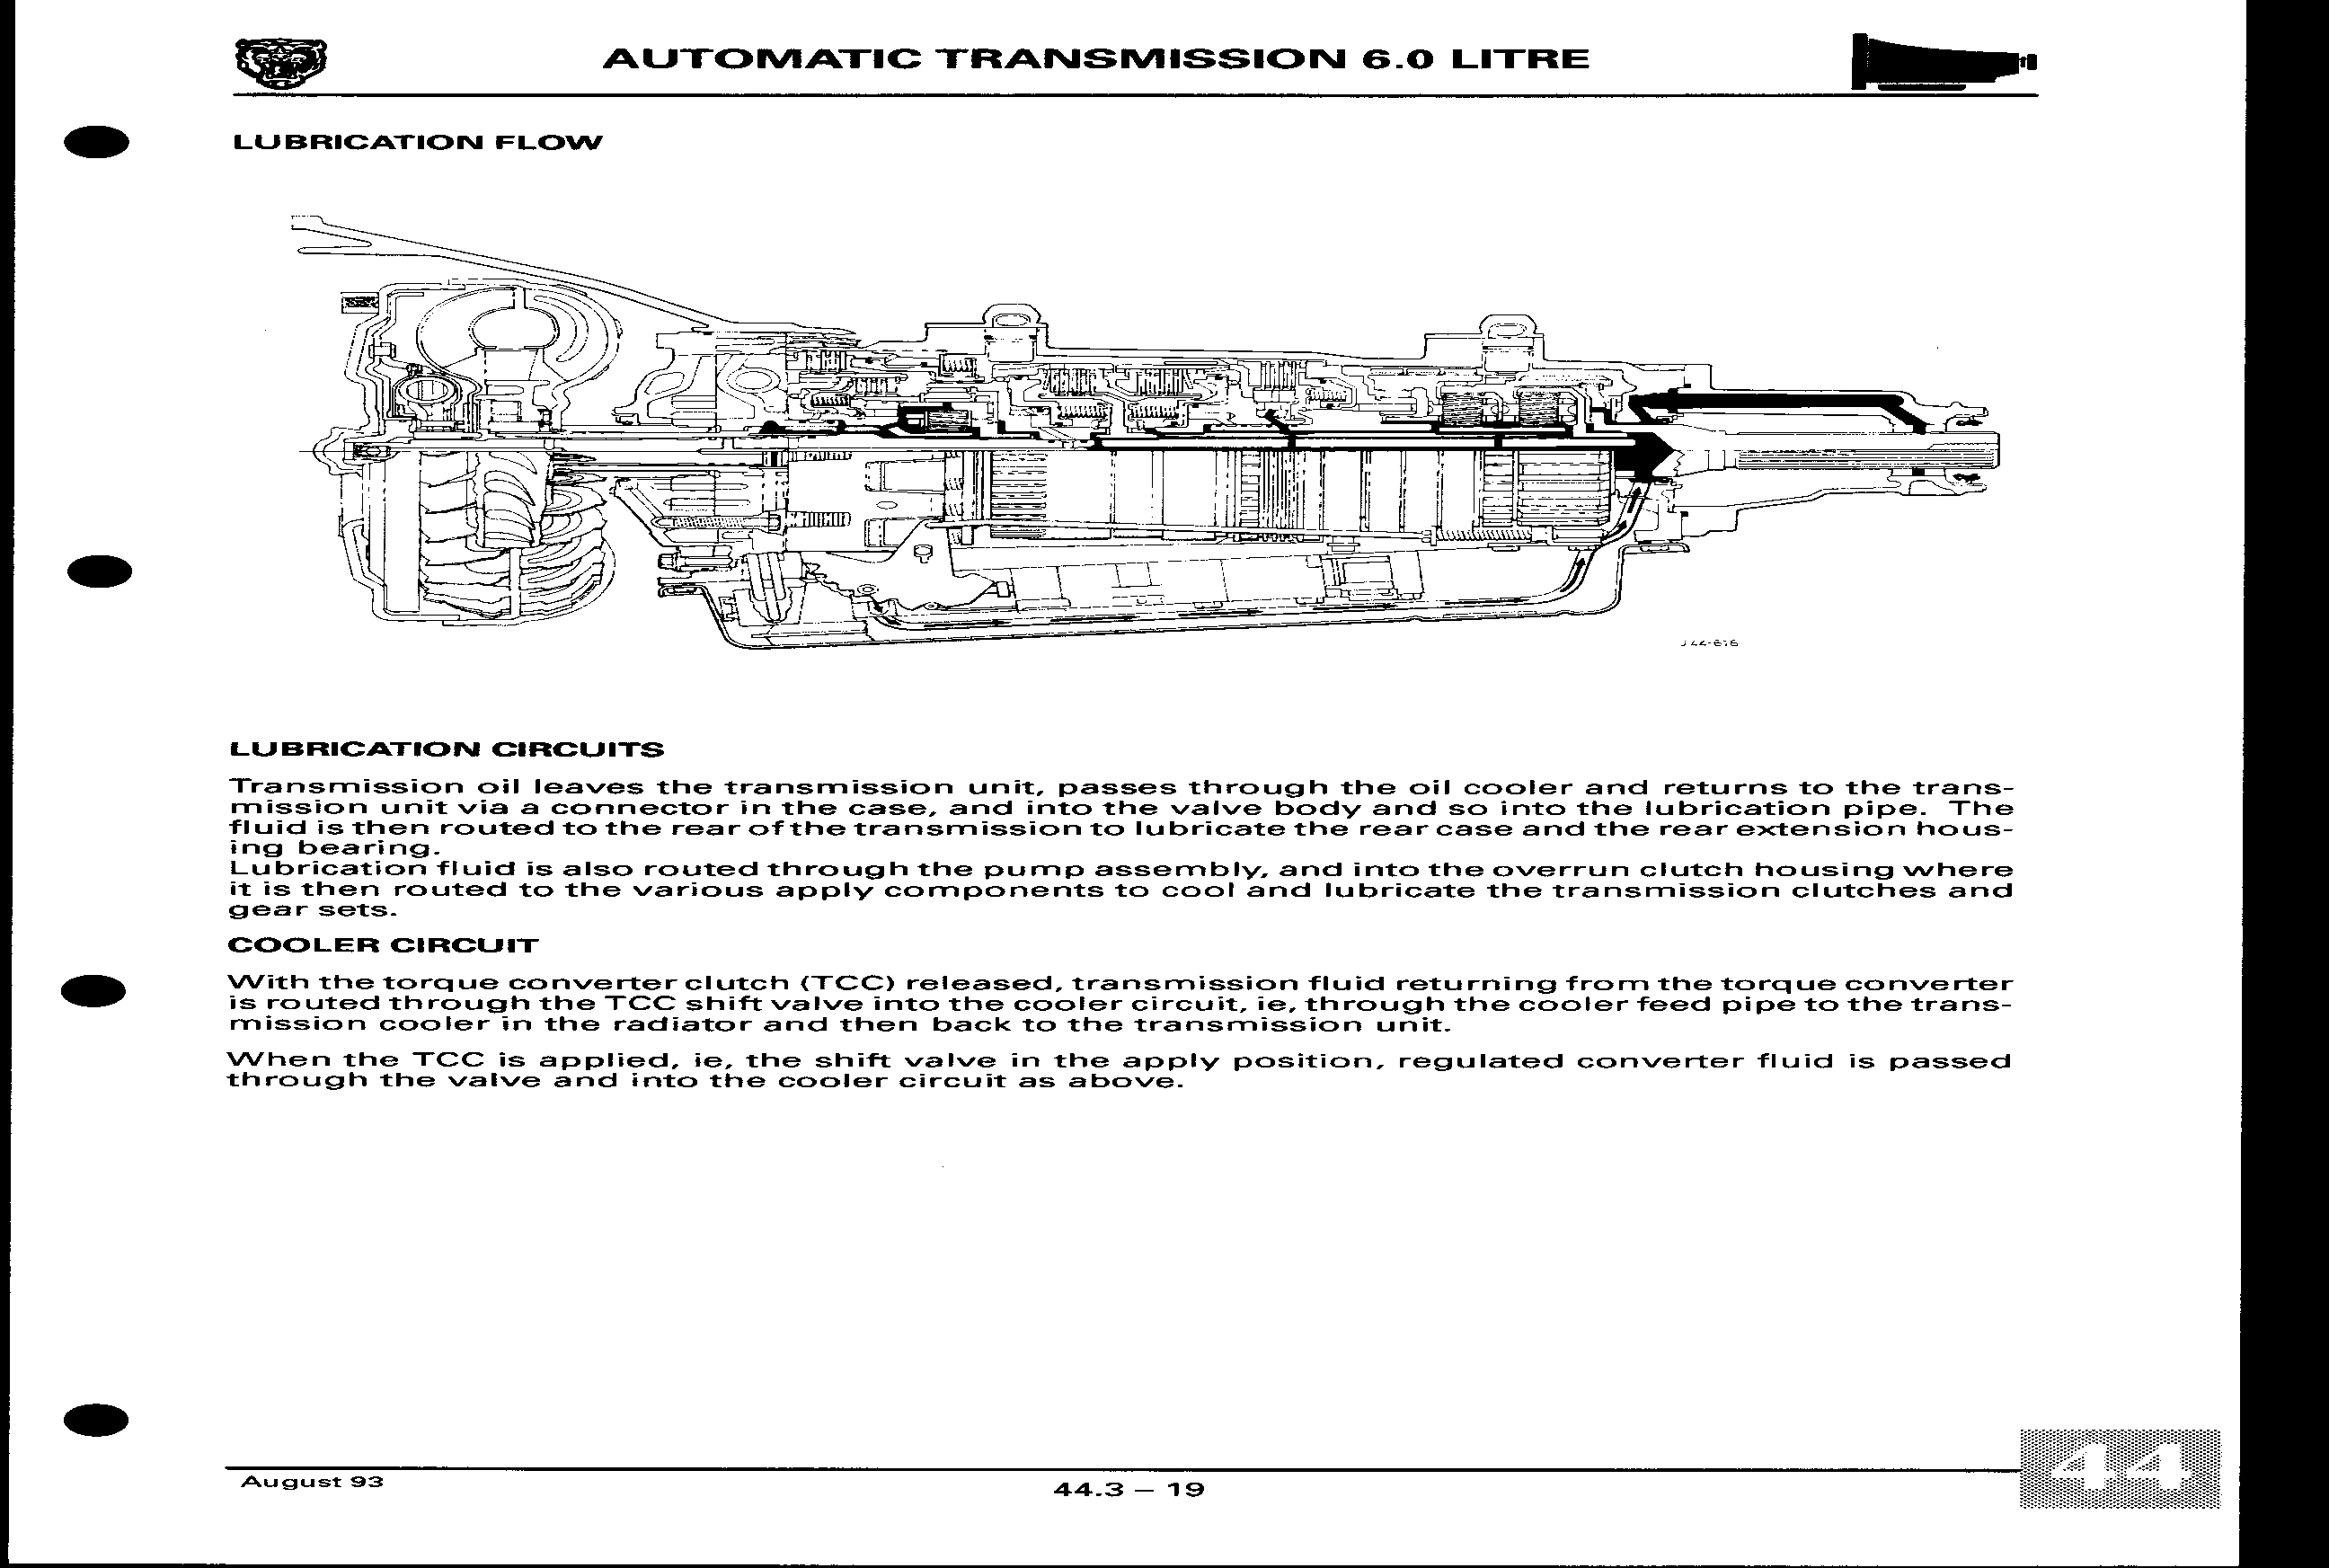 AUTOMATIC TRANSMISSION 6.0 LITRE
LUBRICATION FLOW
J44-616
LUBRICATION CIRCUITS
Transmission oil leaves the transmission unit, passes through the oil cooler and returns to the trans-
mission unit via a connector in the case, and into the valve body and so into the lubrication pipe. The
fluid is then routed to the rear of the transmission to lubricate the rear case and the rear extension hous-
ing bearing.
Lubrication fluid is also routed through the pump assembly, and into the overrun clutch housing where
it is then routed to the various apply components to cool and lubricate the transmission clutches and
gear sets.
COOLER CIRCUIT
With the torque converter clutch (TCC) released, transmission fluid returning from the torque converter
is routed through the TCC shift valve into the cooler circuit, ie, through the cooler feed pipe to the trans-
mission cooler in the radiator and then back to the transmission unit.
When the TCC is applied, ie, the shift valve in the apply position, regulated converter fluid is passed
through the valve and into the cooler circuit as above.
August 93
44.3 – 19
44